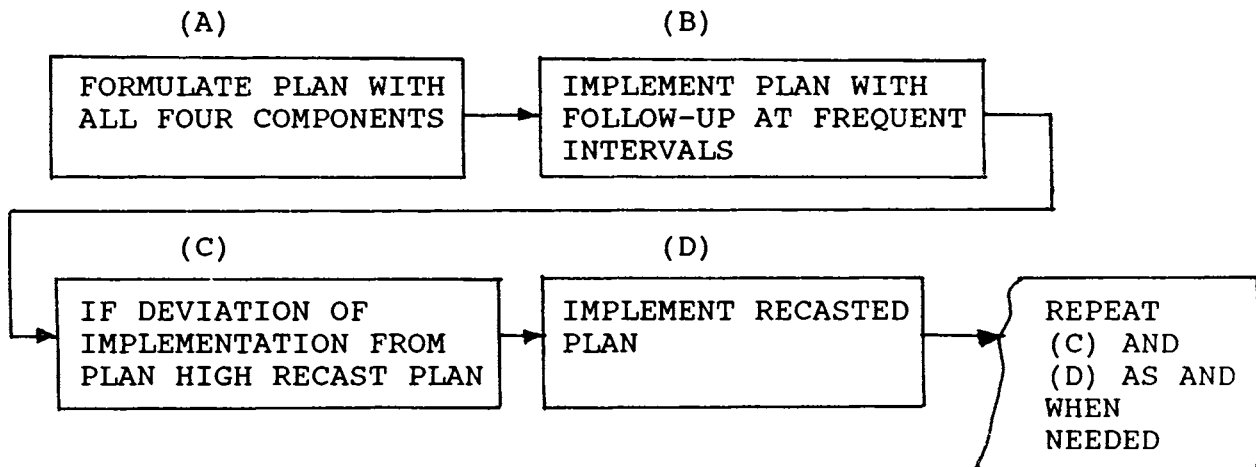 (A)
FORMULATE PLAN WITH
ALL FOUR COMPONENTS
(B)
IMPLEMENT PLAN WITH
FOLLOW-UP AT FREQUENT
INTERVALS
(C)
IF DEVIATION OF
IMPLEMENTATION FROM
PLAN HIGH RECAST PLAN
(D)
IMPLEMENT RECASTED
PLAN
REPEAT
(C) AND
(D) AS AND
WHEN
NEEDED